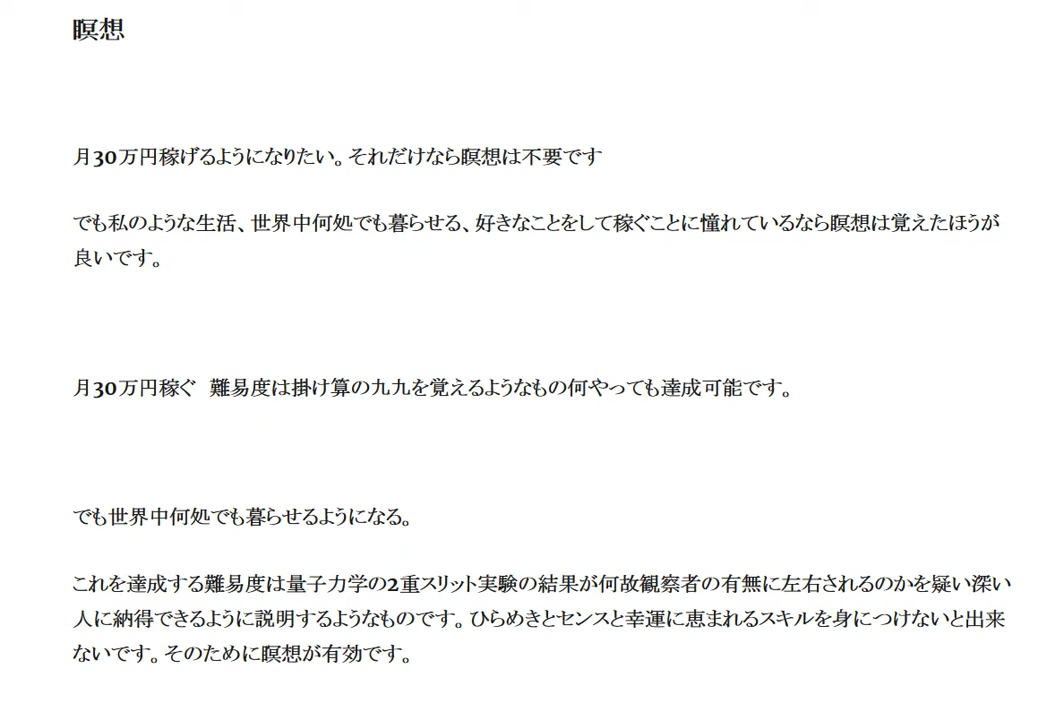 瞑想
月30万円稼げるようになりたい。それだけなら瞑想は不要です
でも私のような生活、世界中何処でも暮らせる、好きなことをして稼ぐことに憧れているなら瞑想は覚えたほうが
良いです。
月30万円稼ぐ　難易度は掛け算の九九を覚えるようなもの何やっても達成可能です。
でも世界中何処でも暮らせるようになる。
これを達成する難易度は量子力学の2重スリット実験の結果が何故観察者の有無に左右されるのかを疑い深い
人に納得できるように説明するようなものです。ひらめきとセンスと幸運に恵まれるスキルを身につけないと出来
ないです。そのために瞑想が有効です。